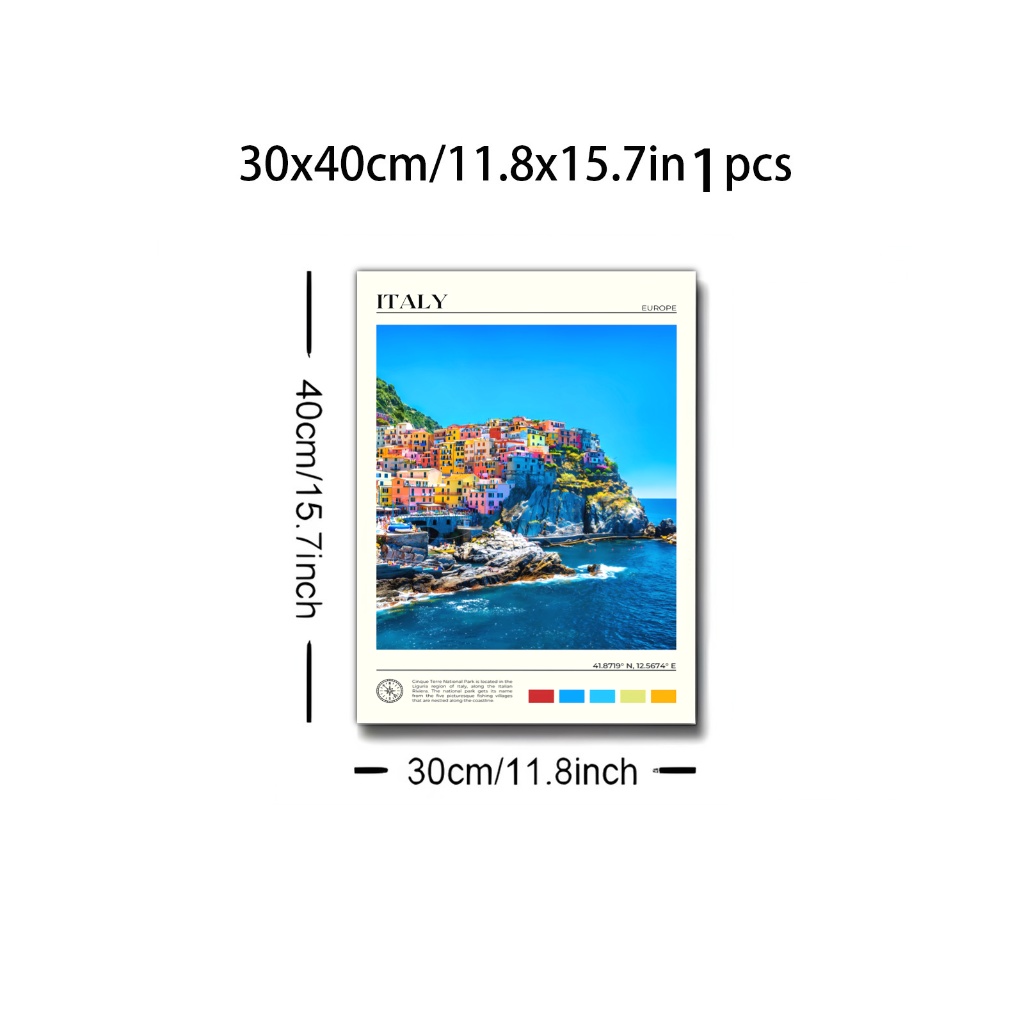 30x40cm/11.8x15.7in 1 pcs
ITALY
EUROPE
40cm/15.7inch
41.8719° N, 12.5674° E
Cinque Terre National Park is located in the
Liguria region of Italy, along the Italian
Riviera. The national park gets its name
from the five picturesque fishing villages
that are nestled along the coastline.
30cm/11.8inch